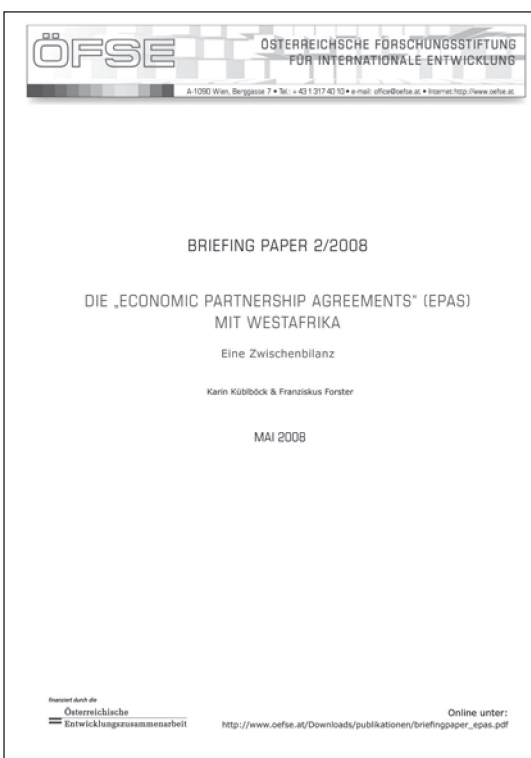 ÖFSE
ÖSTERREICHSCHE FORSCHUNGSSTIFTUNG
FÜR INTERNATIONALE ENTWICKLUNG
A-1090 Wien, Berggasse 7 • Tel.: +43 1 317 40 10 • e-mail: office@oefse.at • Internet:http://www.oefse.at
BRIEFING PAPER 2/2008
DIE „ECONOMIC PARTNERSHIP AGREEMENTS“ (EPAS)
MIT WESTAFRIKA
Eine Zwischenbilanz
Karin Küblböck & Franziskus Forster
MAI 2008
finanziert durch die
Österreichische
Entwicklungszusammenarbeit
Online unter:
http://www.oefse.at/Downloads/publikationen/briefingpaper_epas.pdf